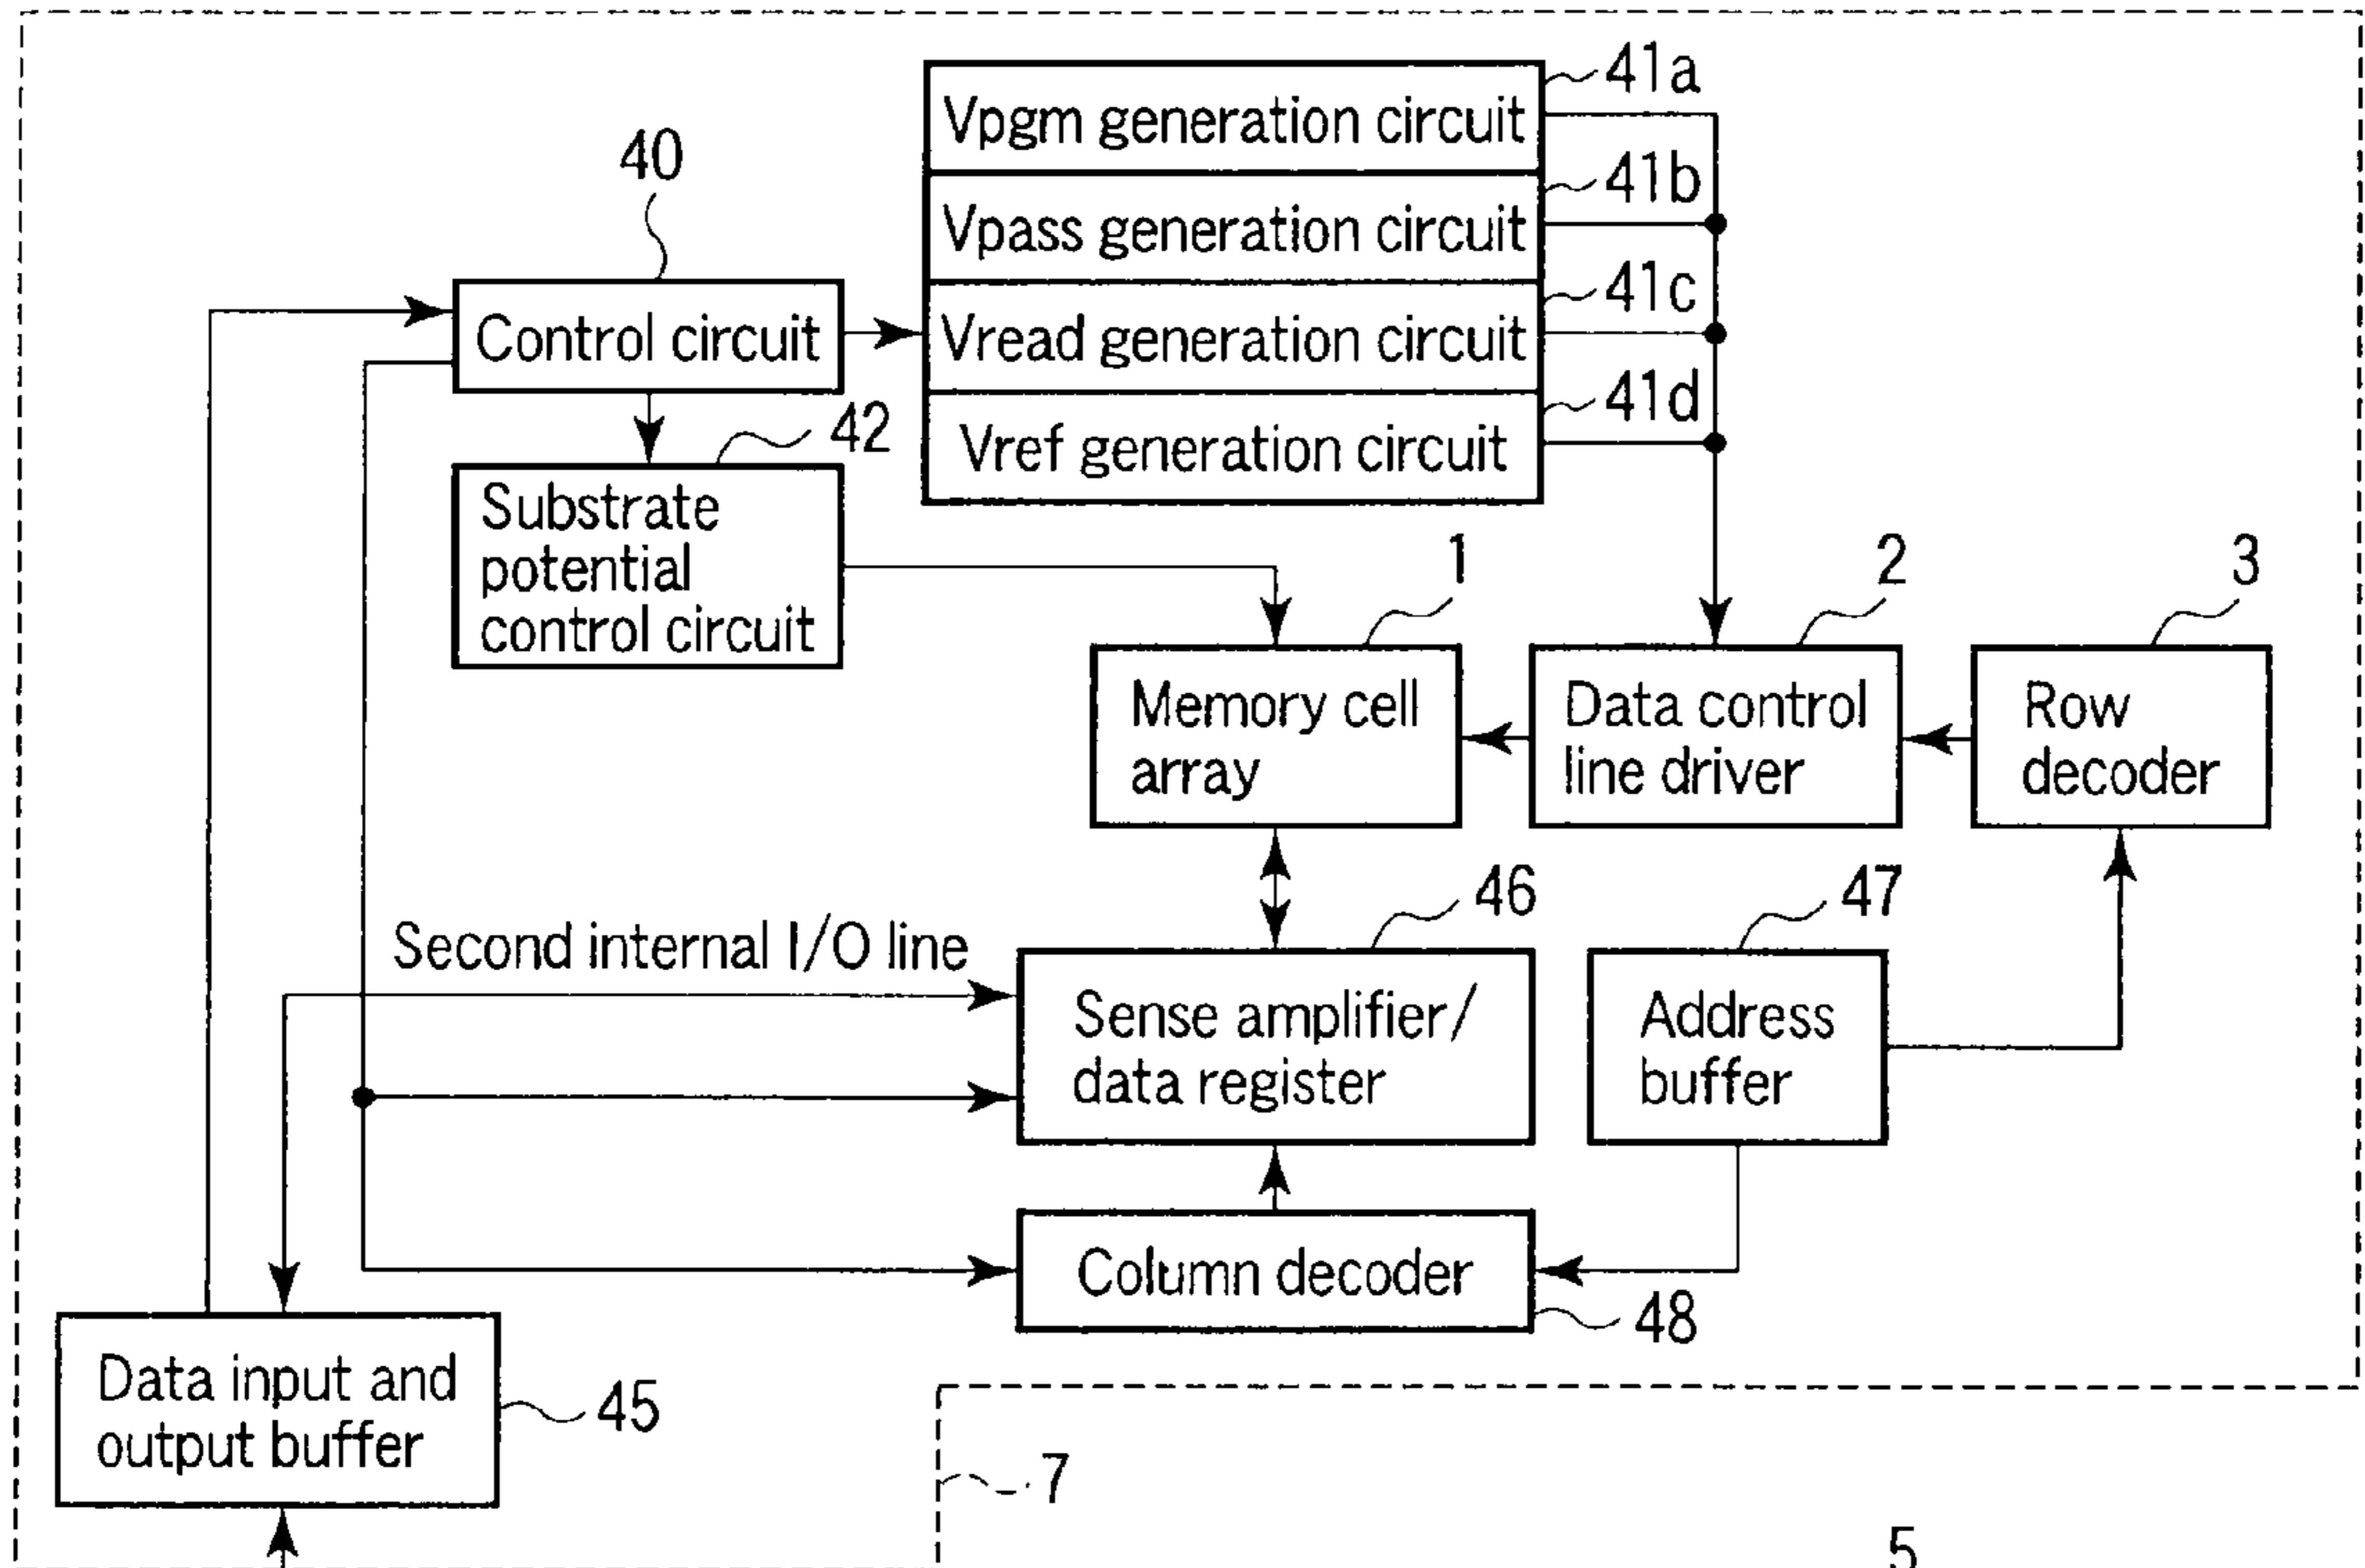 41a
Vpgm generation circuit
40
41b
Vpass generation circuit
41c
Control circuit
Vread generation circuit
41d
42
Vref generation circuit
Substrate
potential
control circuit
1
2
3
Memory cell
array
Data control
line driver
Row
decoder
46
47
Second internal I/O line
Sense amplifier/
data register
Address
buffer
Column decoder
48
Data input and
output buffer
45
7
5